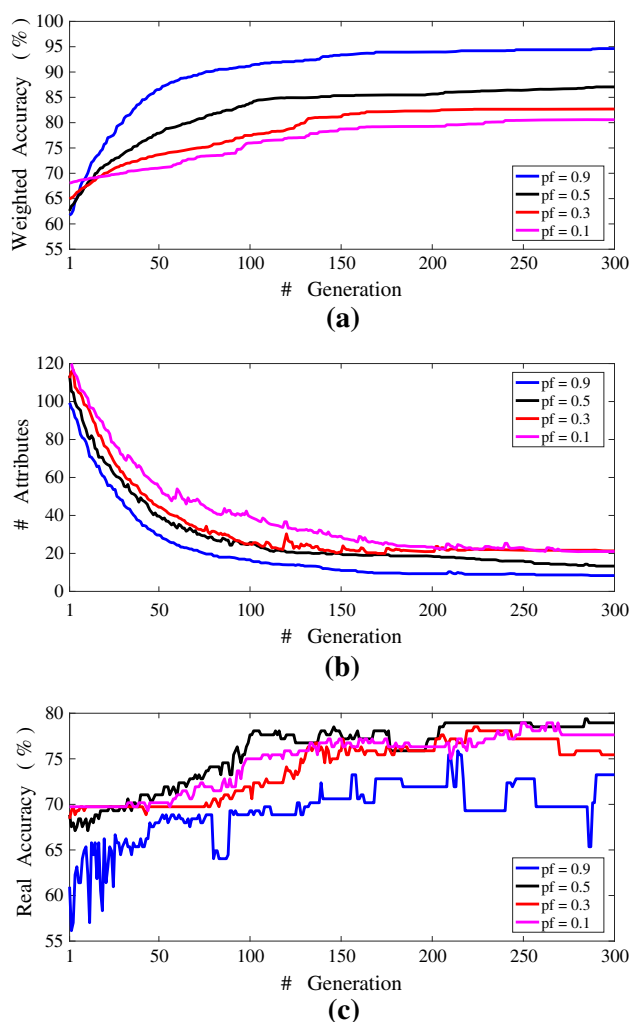 Weighted Accuracy (%)
100
95
90
85
80
75
70
65
60
55
pf = 0.9
pf = 0.5
pf = 0.3
pf = 0.1
1 50 100 150 200 250 300
# Generation
(a)
# Attributes
120
100
80
60
40
20
0
pf = 0.9
pf = 0.5
pf = 0.3
pf = 0.1
1 50 100 150 200 250 300
# Generation
(b)
Real Accuracy (%)
80
75
70
65
60
55
pf = 0.9
pf = 0.5
pf = 0.3
pf = 0.1
1 50 100 150 200 250 300
# Generation
(c)